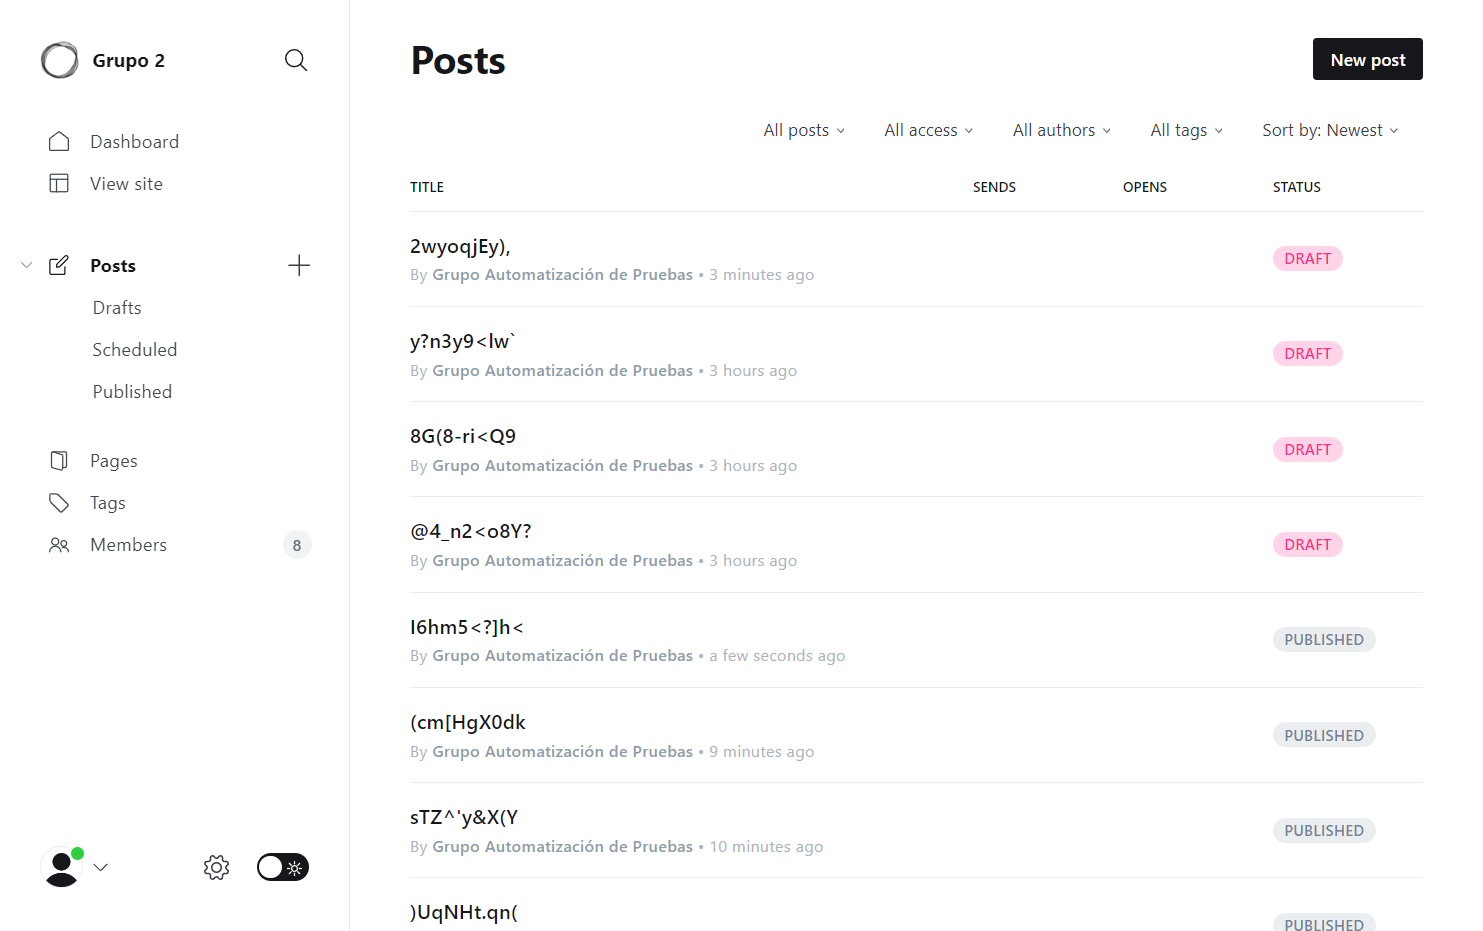 Grupo 2
Dashboard
View site
Posts
Drafts
Scheduled
Published
Pages
Tags
Members 8
Posts
New post
All posts All access All authors All tags Sort by: Newest
TITLE SENDS OPENS STATUS
2wyoqjEy),
By Grupo Automatización de Pruebas • 3 minutes ago
DRAFT
y?n3y9<lw`
By Grupo Automatización de Pruebas • 3 hours ago
DRAFT
8G(8-ri<Q9
By Grupo Automatización de Pruebas • 3 hours ago
DRAFT
@4_n2<o8Y?
By Grupo Automatización de Pruebas • 3 hours ago
DRAFT
I6hm5<?]h<
By Grupo Automatización de Pruebas • a few seconds ago
PUBLISHED
(cm[HgX0dk
By Grupo Automatización de Pruebas • 9 minutes ago
PUBLISHED
sTZ^'y&X(Y
By Grupo Automatización de Pruebas • 10 minutes ago
PUBLISHED
)UqNHt.qn(
PUBLISHED